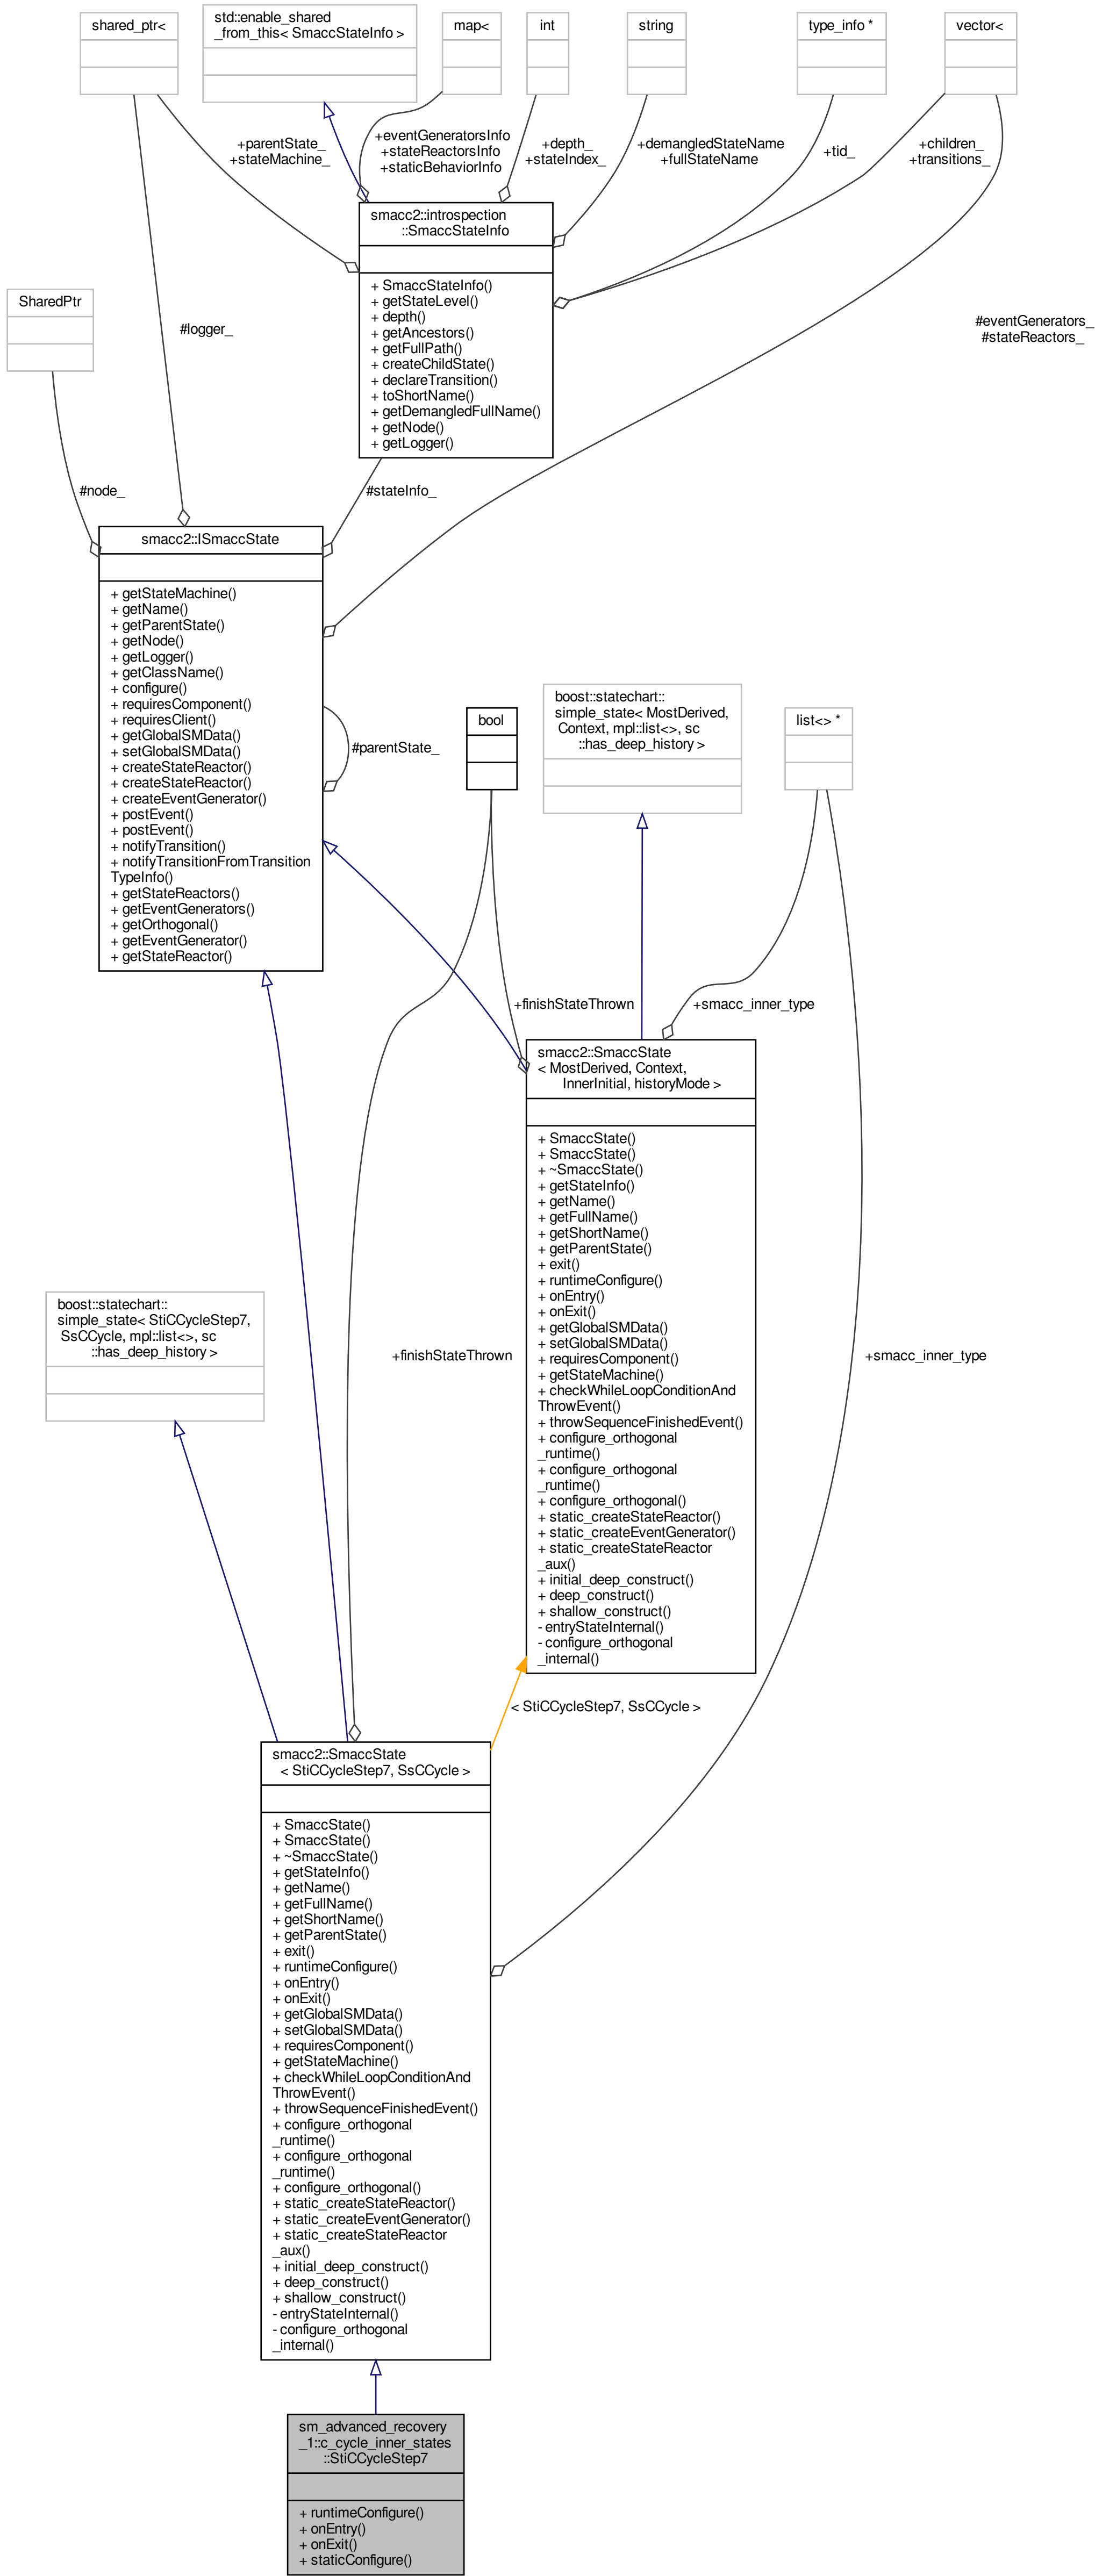 shared_ptr<
std::enable_shared
_from_this< SmaccStateInfo >
map<
int
string
type_info *
vector<
+parentState_
+stateMachine_
+eventGeneratorsInfo
+stateReactorsInfo
+staticBehaviorInfo
+depth_
+stateIndex_
+demangledStateName
+fullStateName
+tid_
+children_
+transitions_
smacc2::introspection
::SmaccStateInfo
+ SmaccStateInfo()
+ getStateLevel()
+ depth()
+ getAncestors()
+ getFullPath()
+ createChildState()
+ declareTransition()
+ toShortName()
+ getDemangledFullName()
+ getNode()
+ getLogger()
SharedPtr
#logger_
#eventGenerators_
#stateReactors_
#node_
#stateInfo_
smacc2::ISmaccState
+ getStateMachine()
+ getName()
+ getParentState()
+ getNode()
+ getLogger()
+ getClassName()
+ configure()
+ requiresComponent()
+ requiresClient()
+ getGlobalSMData()
+ setGlobalSMData()
+ createStateReactor()
+ createStateReactor()
+ createEventGenerator()
+ postEvent()
+ postEvent()
+ notifyTransition()
+ notifyTransitionFromTransition
TypeInfo()
+ getStateReactors()
+ getEventGenerators()
+ getOrthogonal()
+ getEventGenerator()
+ getStateReactor()
#parentState_
bool
boost::statechart::
simple_state< MostDerived,
Context, mpl::list<>, sc
::has_deep_history >
list<> *
+finishStateThrown
+smacc_inner_type
smacc2::SmaccState
< MostDerived, Context,
InnerInitial, historyMode >
+ SmaccState()
+ SmaccState()
+ ~SmaccState()
+ getStateInfo()
+ getName()
+ getFullName()
+ getShortName()
+ getParentState()
+ exit()
+ runtimeConfigure()
+ onEntry()
+ onExit()
+ getGlobalSMData()
+ setGlobalSMData()
+ requiresComponent()
+ getStateMachine()
+ checkWhileLoopConditionAnd
ThrowEvent()
+ throwSequenceFinishedEvent()
+ configure_orthogonal
_runtime()
+ configure_orthogonal
_runtime()
+ configure_orthogonal()
+ static_createStateReactor()
+ static_createEventGenerator()
+ static_createStateReactor
_aux()
+ initial_deep_construct()
+ deep_construct()
+ shallow_construct()
- entryStateInternal()
- configure_orthogonal
_internal()
boost::statechart::
simple_state< StiCCycleStep7,
SsCCycle, mpl::list<>, sc
::has_deep_history >
+finishStateThrown
+smacc_inner_type
< StiCCycleStep7, SsCCycle >
smacc2::SmaccState
< StiCCycleStep7, SsCCycle >
+ SmaccState()
+ SmaccState()
+ ~SmaccState()
+ getStateInfo()
+ getName()
+ getFullName()
+ getShortName()
+ getParentState()
+ exit()
+ runtimeConfigure()
+ onEntry()
+ onExit()
+ getGlobalSMData()
+ setGlobalSMData()
+ requiresComponent()
+ getStateMachine()
+ checkWhileLoopConditionAnd
ThrowEvent()
+ throwSequenceFinishedEvent()
+ configure_orthogonal
_runtime()
+ configure_orthogonal
_runtime()
+ configure_orthogonal()
+ static_createStateReactor()
+ static_createEventGenerator()
+ static_createStateReactor
_aux()
+ initial_deep_construct()
+ deep_construct()
+ shallow_construct()
- entryStateInternal()
- configure_orthogonal
_internal()
sm_advanced_recovery
_1::c_cycle_inner_states
::StiCCycleStep7
+ runtimeConfigure()
+ onEntry()
+ onExit()
+ staticConfigure()